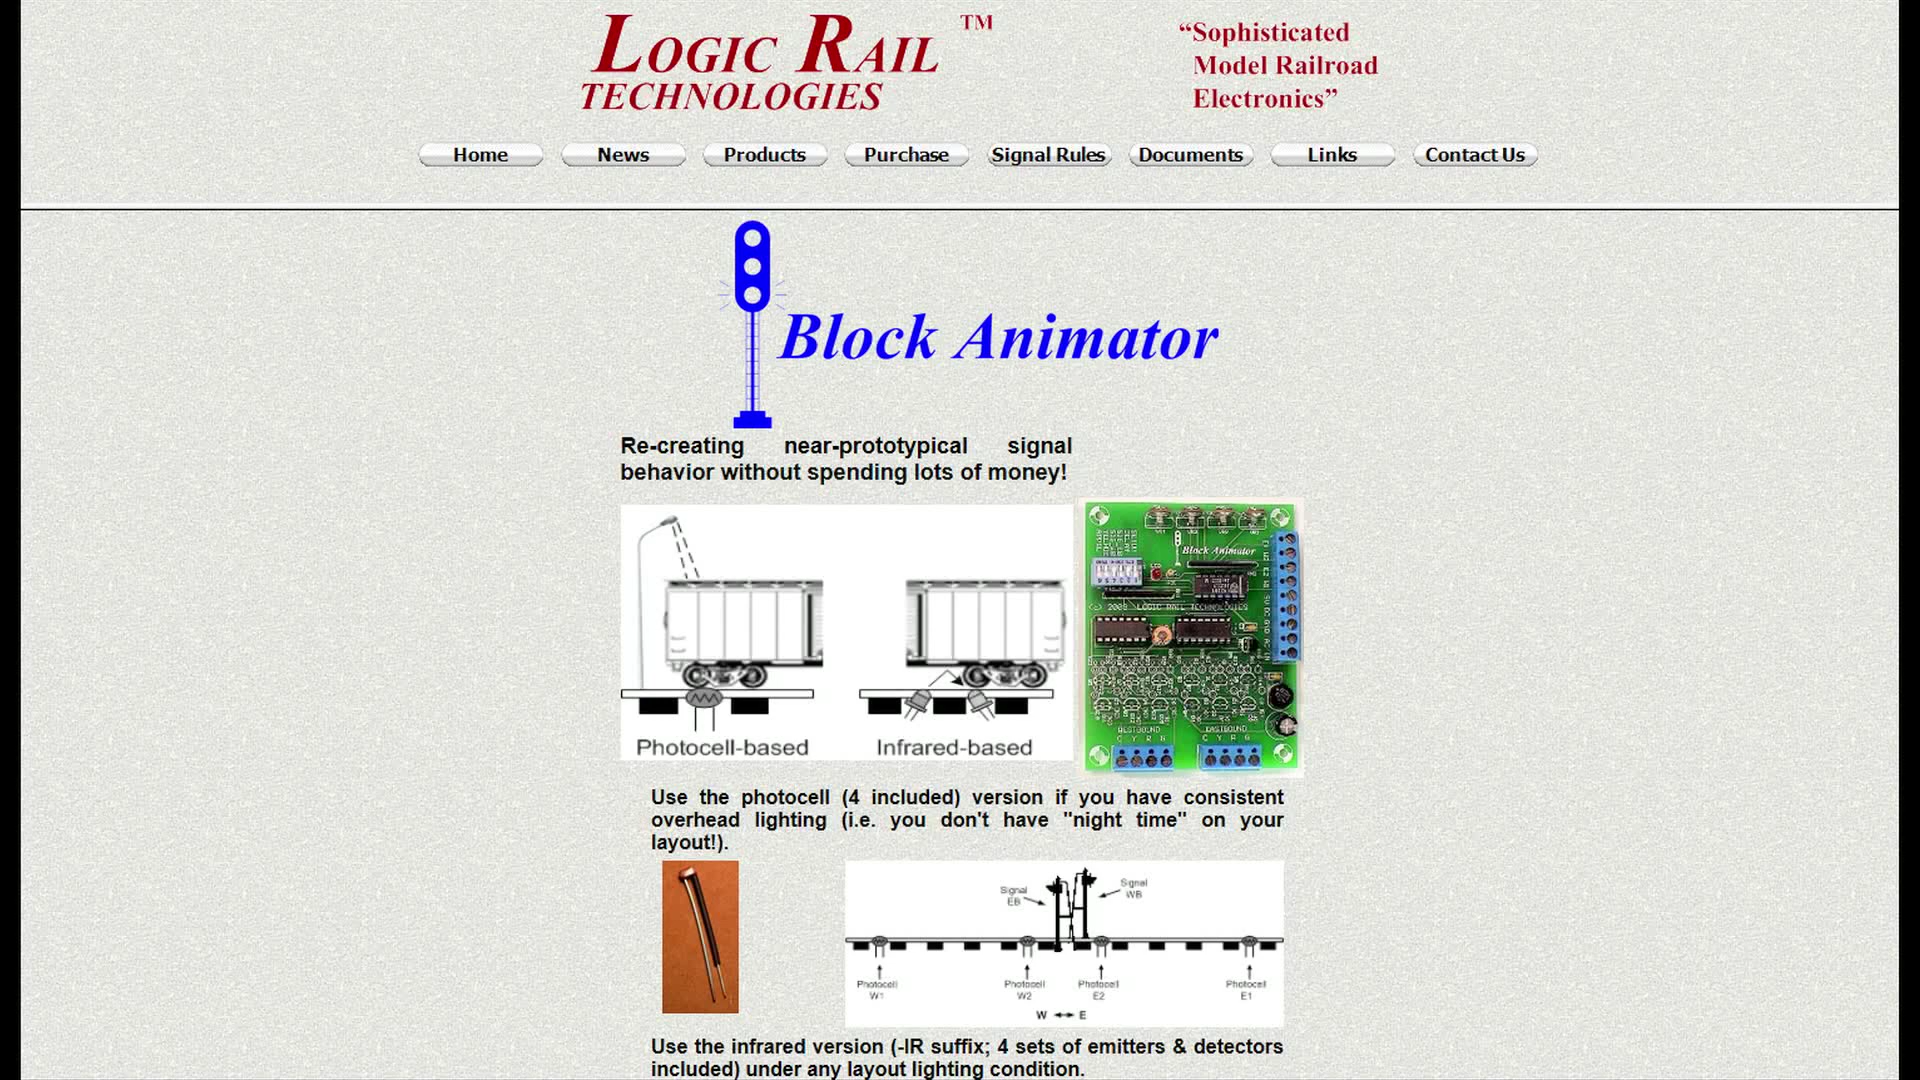 LOGIC RAIL TM
TECHNOLOGIES
“Sophisticated
Model Railroad
Electronics”
Home News Products Purchase Signal Rules Documents Links Contact Us
Block Animator
Re-creating near-prototypical signal
behavior without spending lots of money!
Block Animator
LOGIC RAIL TECHNOLOGIES
WESTBOUND EASTBOUND
C Y R G C Y R G
Photocell-based Infrared-based
Use the photocell (4 included) version if you have consistent
overhead lighting (i.e. you don't have "night time" on your
layout!).
Signal
EB
Signal
WB
Photocell
W1
Photocell
W2
Photocell
E2
Photocell
E1
W E
Use the infrared version (-IR suffix; 4 sets of emitters & detectors
included) under any layout lighting condition.